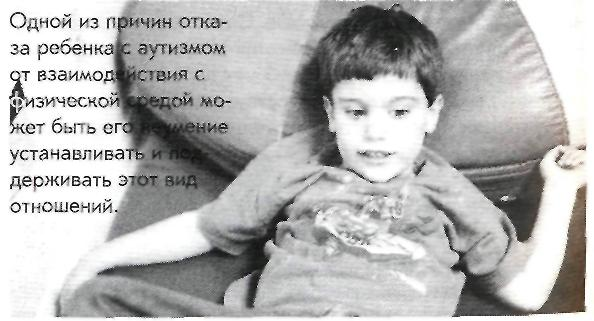 Одной из причин отка-
за ребенка с аутизмом
от взаимодействия с
физической средой мо-
жет быть его неумение
устанавливать и под-
держивать этот вид
отношений.